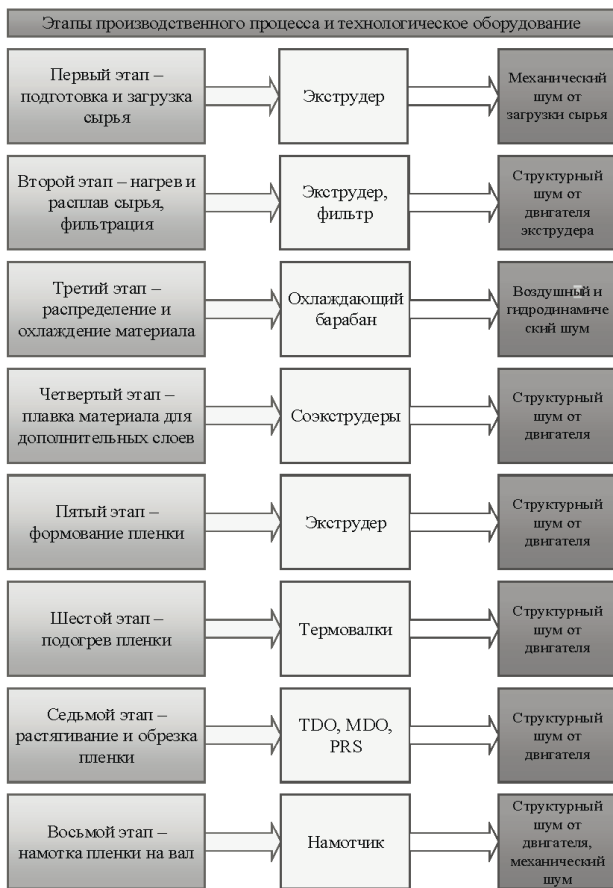 Этапы производственного процесса и технологическое оборудование
Первый этап –
подготовка и загрузка
сырья
Экструдер
Механический
шум от
загрузки сырья
Второй этап – нагрев и
расплав сырья,
фильтрация
Экструдер,
фильтр
Структурный
шум от
двигателя
экструдера
Третий этап –
распределение и
охлаждение материала
Охлаждающий
барабан
Воздушный и
гидродинамиче
ский шум
Четвертый этап –
плавка материала для
дополнительных слоев
Соэкструдеры
Структурный
шум от
двигателя
Пятый этап –
формование пленки
Экструдер
Структурный
шум от
двигателя
Шестой этап –
подогрев пленки
Термовалки
Структурный
шум от
двигателя
Седьмой этап –
растягивание и обрезка
пленки
TDO, MDO,
PRS
Структурный
шум от
двигателя
Восьмой этап –
намотка пленки на вал
Намотчик
Структурный
шум от
двигателя,
механический
шум